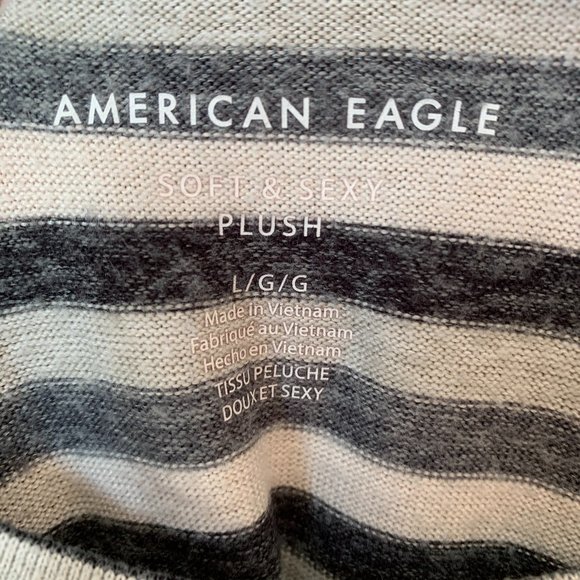 AMERICAN EAGLE
SOFT & SEXY
PLUSH
L/G/G
Made in Vietnam
Fabriqué au Vietnam
Hecho en Vietnam
TISSU PELUCHE
DOUX ET SEXY